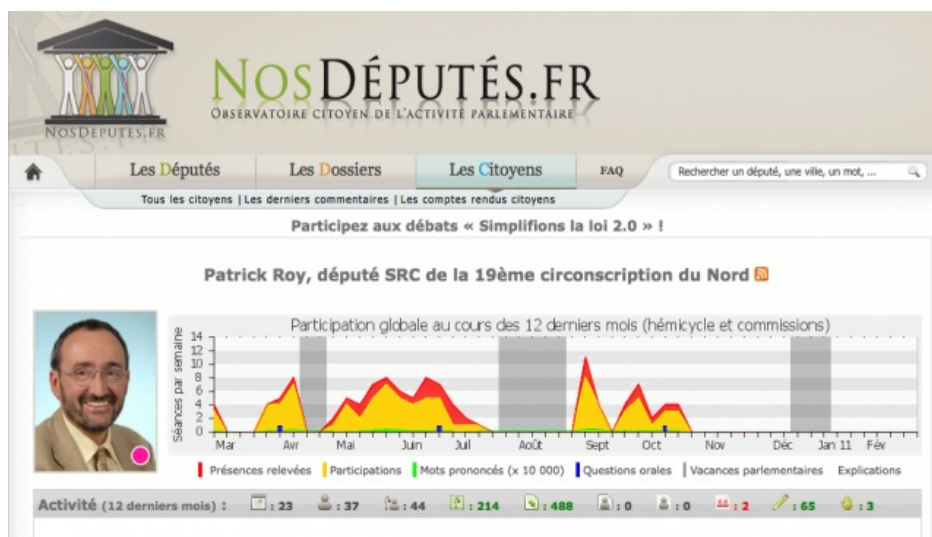 NOSDEPUTES.FR
NOSDÉPUTÉS.FR
OBSERVATOIRE CITOYEN DE L'ACTIVITÉ PARLEMENTAIRE
Les Députés Les Dossiers Les Citoyens FAQ Rechercher un député, une ville, un mot, ...
Tous les citoyens | Les derniers commentaires | Les comptes rendus citoyens
Participez aux débats « Simplifions la loi 2.0 » !
Patrick Roy, député SRC de la 19ème circonscription du Nord
Participation globale au cours des 12 derniers mois (hémicycle et commissions)
Séances par semaine
14
12
10
8
6
4
2
0
Mar Avr Mai Juin Juil Août Sept Oct Nov Déc Jan 11 Fév
Présences relevées Participations Mots prononcés (x 10 000) Questions orales Vacances parlementaires Explications
Activité (12 derniers mois) : : 23 : 37 : 44 : 214 : 488 : 0 : 0 : 2 : 65 : 3